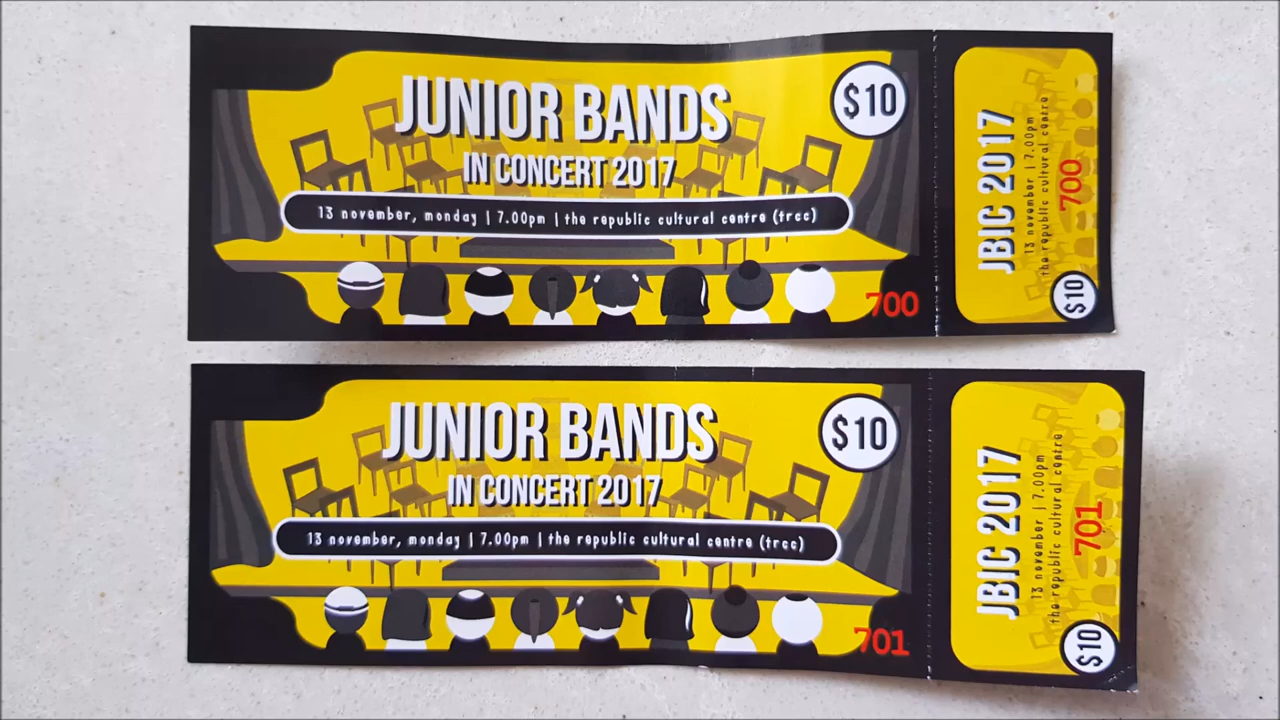 JUNIOR BANDS
IN CONCERT 2017
$10
13 november, monday | 7.00pm | the republic cultural centre (trcc)
700
JBIC 2017
13 november | 7.00pm
the republic cultural centre
700
$10
JUNIOR BANDS
IN CONCERT 2017
$10
13 november, monday | 7.00pm | the republic cultural centre (trcc)
701
JBIC 2017
13 november | 7.00pm
the republic cultural centre
701
$10